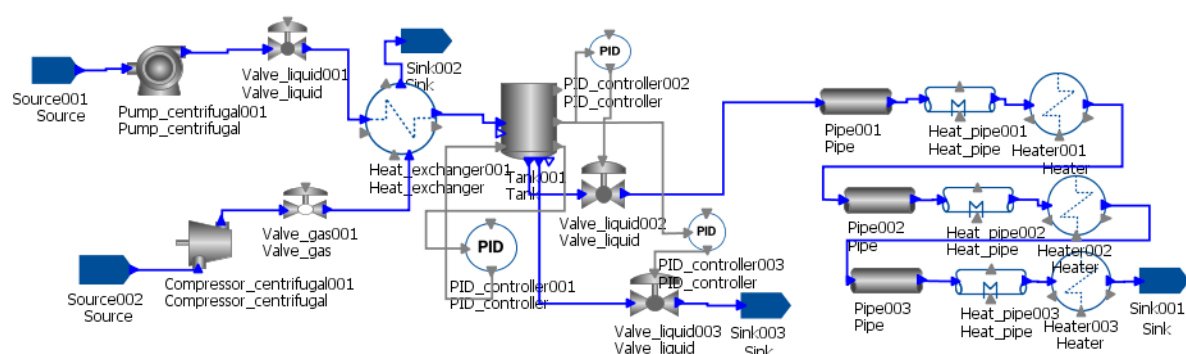 Source001
Source
Pump_centrifugal001
Pump_centrifugal
Valve_liquid001
Valve_liquid
Sink002
Sink
Heat_exchanger001
Heat_exchanger
Source002
Source
Compressor_centrifugal001
Compressor_centrifugal
Valve_gas001
Valve_gas
Tank001
Tank
PID
PID_controller002
PID_controller
Valve_liquid002
Valve_liquid
PID
PID_controller001
PID_controller
PID
PID_controller003
PID_controller
Valve_liquid003
Valve_liquid
Sink003
Sink
Pipe001
Pipe
Heat_pipe001
Heat_pipe
Heater001
Heater
Pipe002
Pipe
Heat_pipe002
Heat_pipe
Heater002
Heater
Pipe003
Pipe
Heat_pipe003
Heat_pipe
Heater003
Heater
Sink001
Sink